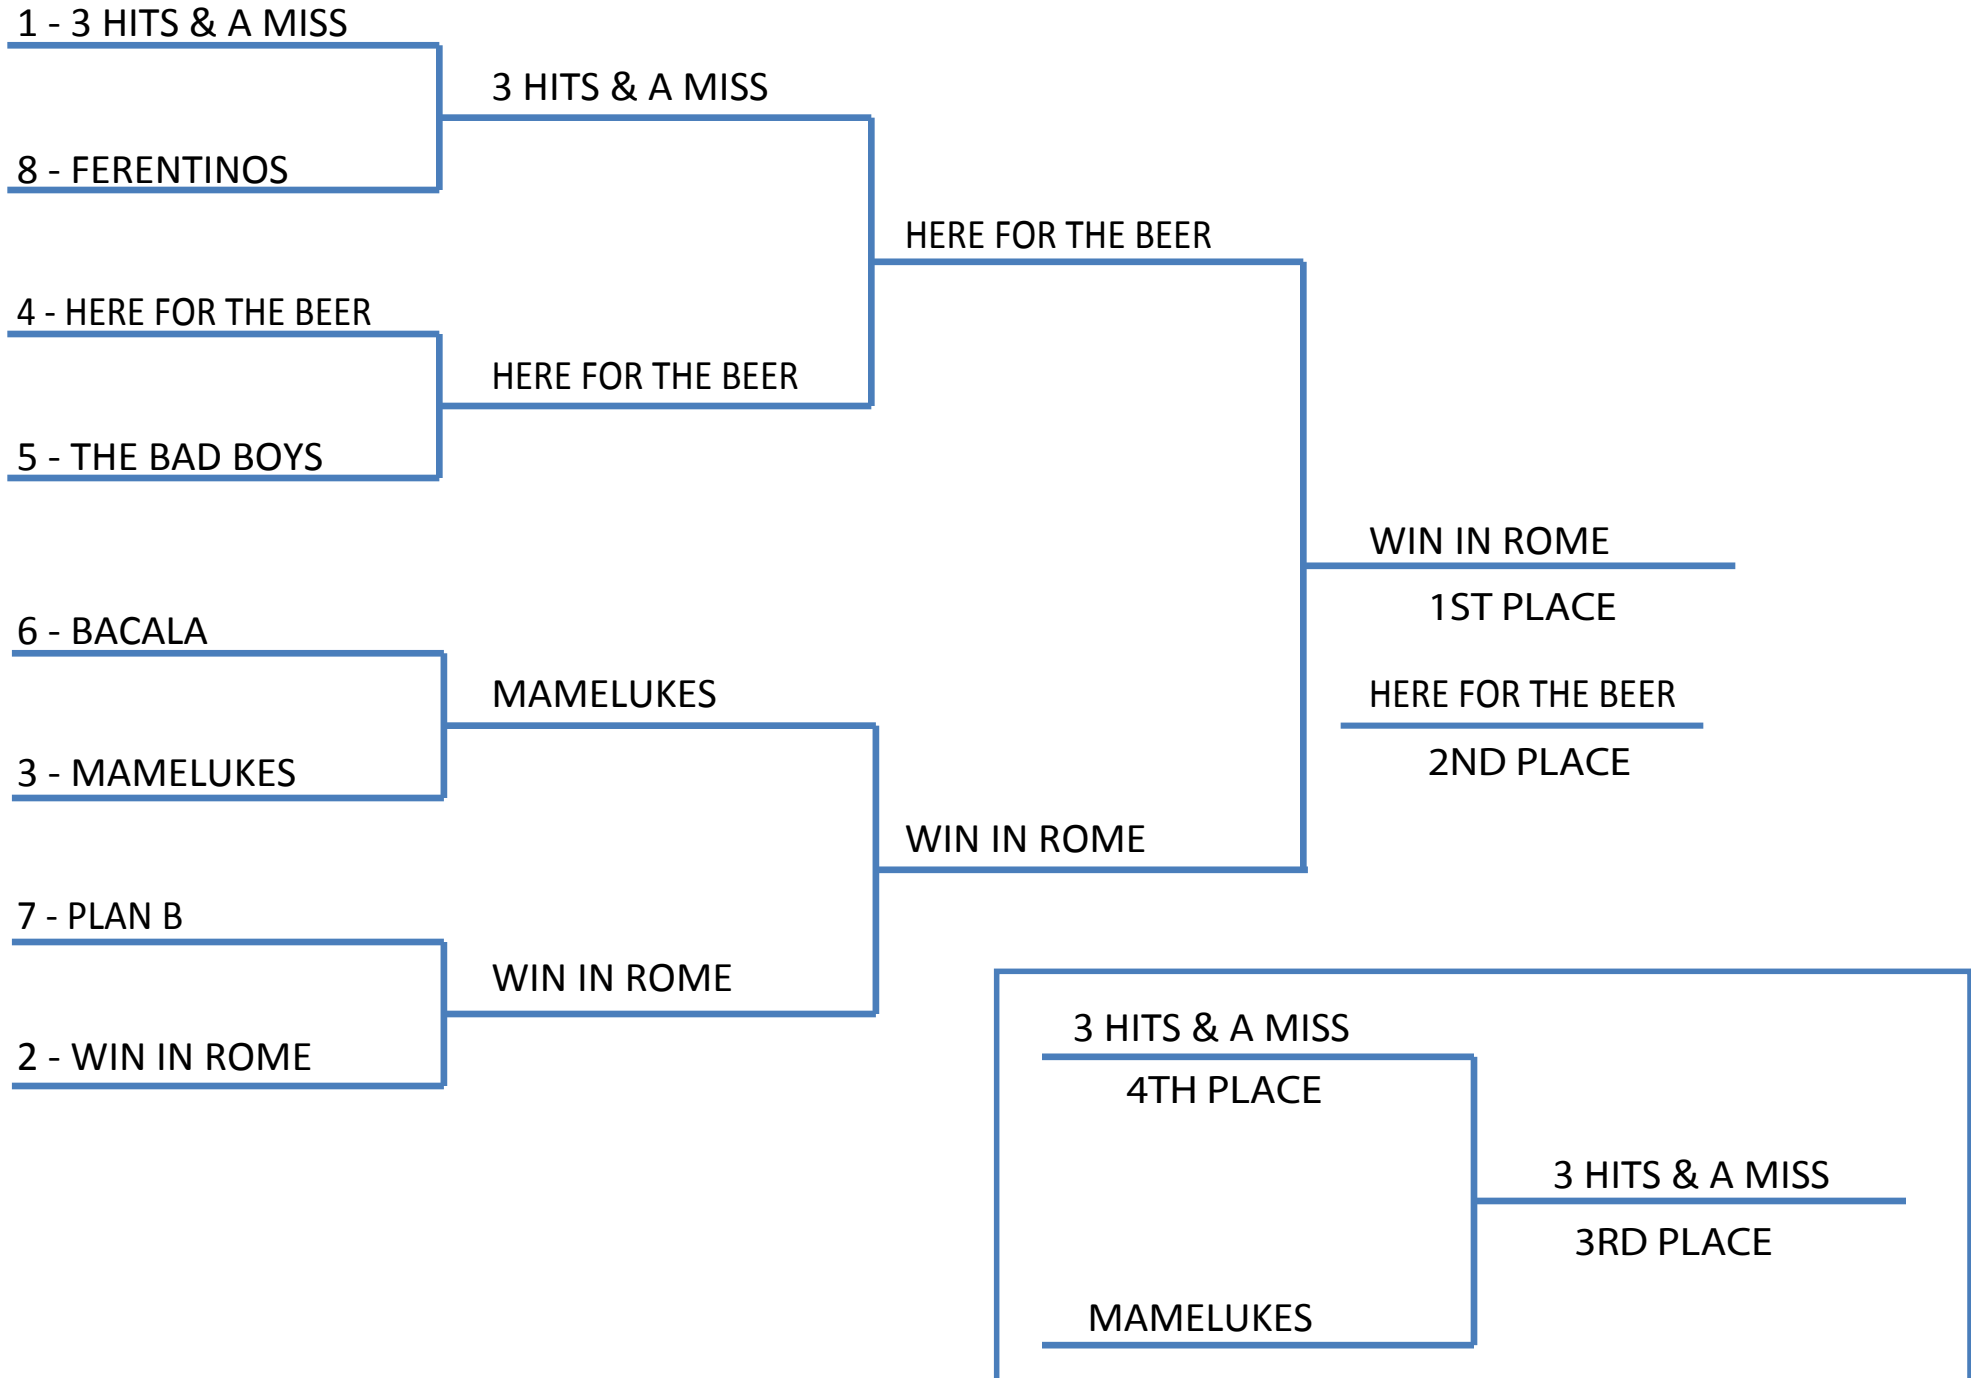 1 - 3 HITS & A MISS
3 HITS & A MISS
8 - FERENTINOS
HERE FOR THE BEER
4 - HERE FOR THE BEER
HERE FOR THE BEER
5 - THE BAD BOYS
WIN IN ROME
1ST PLACE
6 - BACALA
MAMELUKES
HERE FOR THE BEER
2ND PLACE
3 - MAMELUKES
WIN IN ROME
7 - PLAN B
WIN IN ROME
2 - WIN IN ROME
3 HITS & A MISS
4TH PLACE
3 HITS & A MISS
3RD PLACE
MAMELUKES